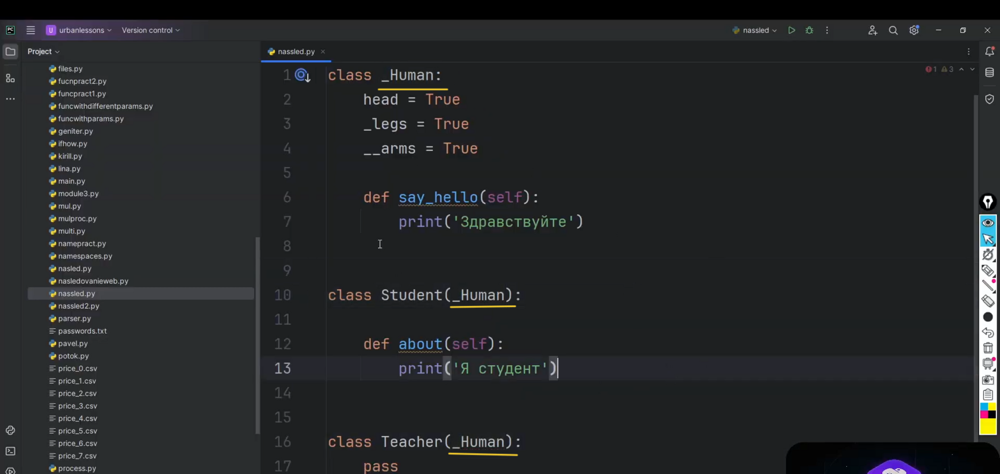 PC
U urbanlessons
Version control
nassled
Project
nassled.py
files.py
fucnpract2.py
funcpract1.py
funcwithdifferentparams.py
funcwithparams.py
geniter.py
ifhow.py
kirill.py
lina.py
main.py
module3.py
mul.py
mulproc.py
multi.py
namepract.py
namespaces.py
nasled.py
nasledovanieweb.py
nassled.py
nassled2.py
parser.py
passwords.txt
pavel.py
potok.py
price_0.csv
price_1.csv
price_2.csv
price_3.csv
price_4.csv
price_5.csv
price_6.csv
price_7.csv
process.py
1 3
1 class _Human:
2 head = True
3 _legs = True
4 __arms = True
5
6 def say_hello(self):
7 print('Здравствуйте')
8
9
10 class Student(_Human):
11
12 def about(self):
13 print('Я студент')
14
15
16 class Teacher(_Human):
17 pass